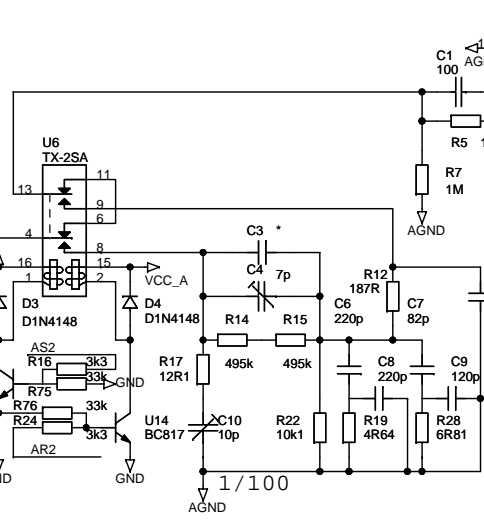 C1
100
AG
R5
R7
1M
AGND
U6
TX-2SA
13
11
9
6
4
8
16
15
1
2
VCC_A
C3
*
C4
7p
R12
187R
C6
220p
C7
82p
D3
D1N4148
D4
D1N4148
R14
R15
495k
495k
AS2
R16
3k3
33k
GND
R75
R17
12R1
C8
220p
C9
120p
R76
33k
R24
3k3
AR2
U14
BC817
C10
10p
R22
10k1
R19
4R64
R28
6R81
ND
GND
1/100
AGND